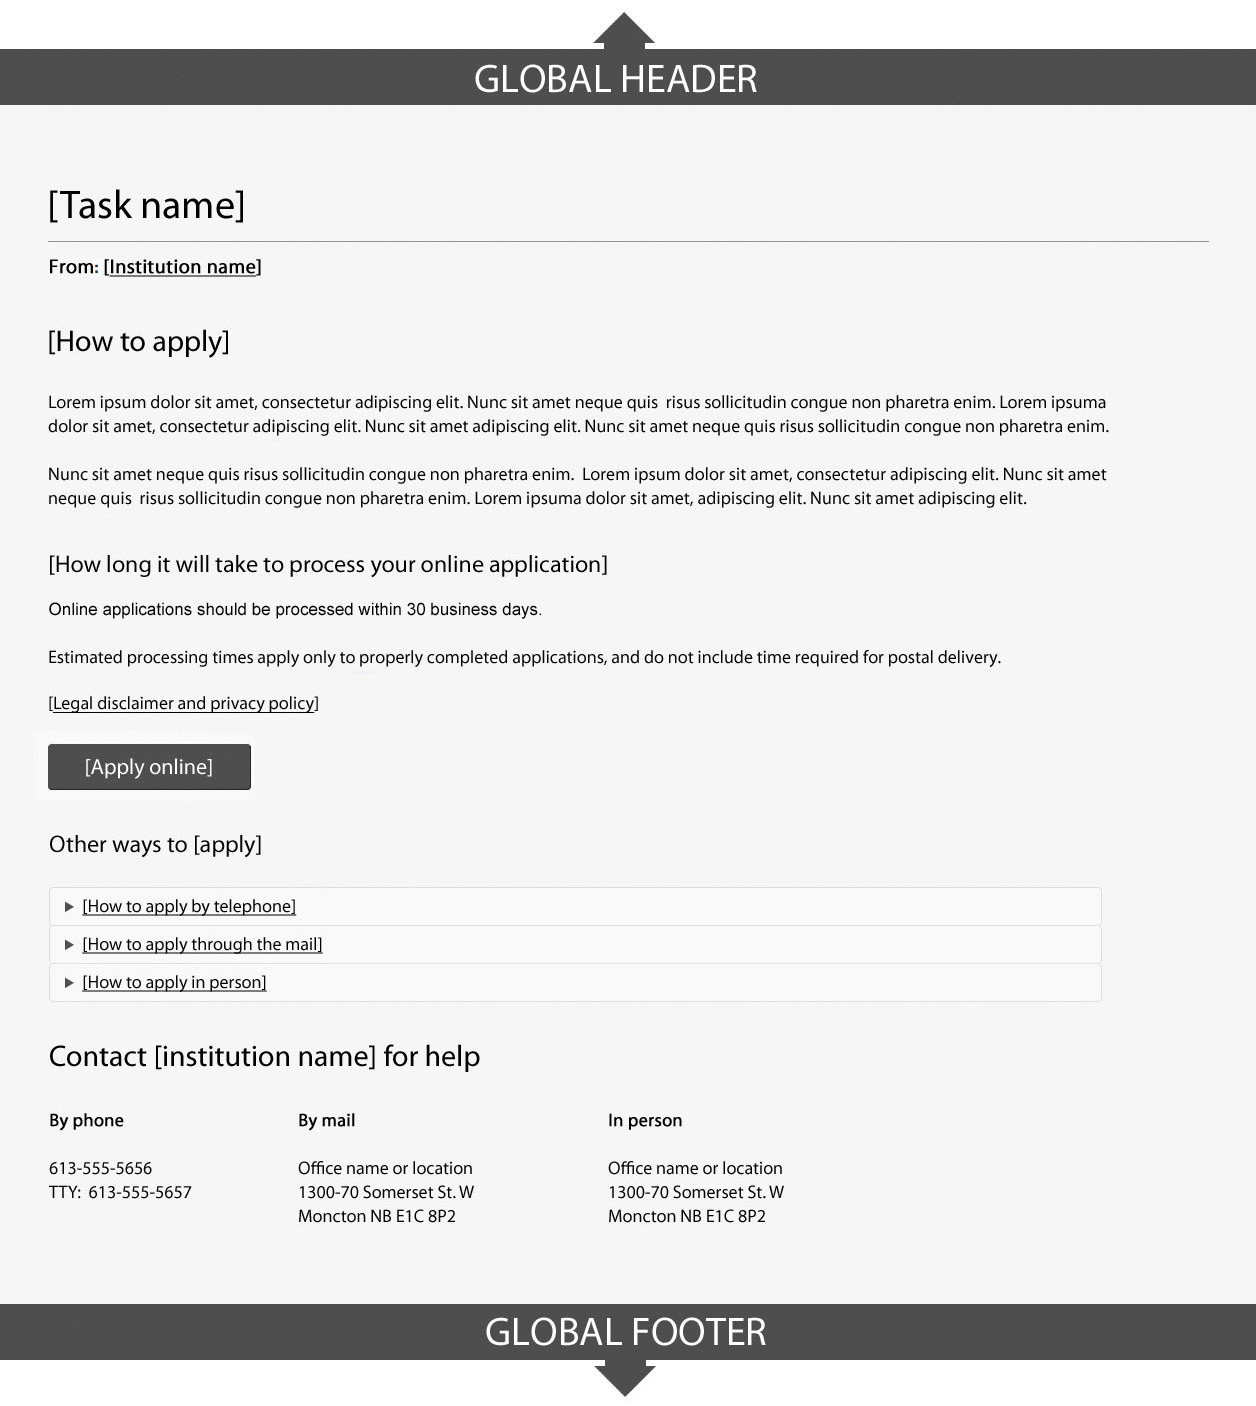 GLOBAL HEADER
[Task name]
From: [Institution name]
[How to apply]
Lorem ipsum dolor sit amet, consectetur adipiscing elit. Nunc sit amet neque quis  risus sollicitudin congue non pharetra enim. Lorem ipsuma
dolor sit amet, consectetur adipiscing elit. Nunc sit amet adipiscing elit. Nunc sit amet neque quis risus sollicitudin congue non pharetra enim.
Nunc sit amet neque quis risus sollicitudin congue non pharetra enim.  Lorem ipsum dolor sit amet, consectetur adipiscing elit. Nunc sit amet
neque quis  risus sollicitudin congue non pharetra enim. Lorem ipsuma dolor sit amet, adipiscing elit. Nunc sit amet adipiscing elit.
[How long it will take to process your online application]
Online applications should be processed within 30 business days.
Estimated processing times apply only to properly completed applications, and do not include time required for postal delivery.
[Legal disclaimer and privacy policy]
[Apply online]
Other ways to [apply]
[How to apply by telephone]
[How to apply through the mail]
[How to apply in person]
Contact [institution name] for help
By phone
613-555-5656
TTY:  613-555-5657
By mail
Office name or location
1300-70 Somerset St. W
Moncton NB E1C 8P2
In person
Office name or location
1300-70 Somerset St. W
Moncton NB E1C 8P2
GLOBAL FOOTER